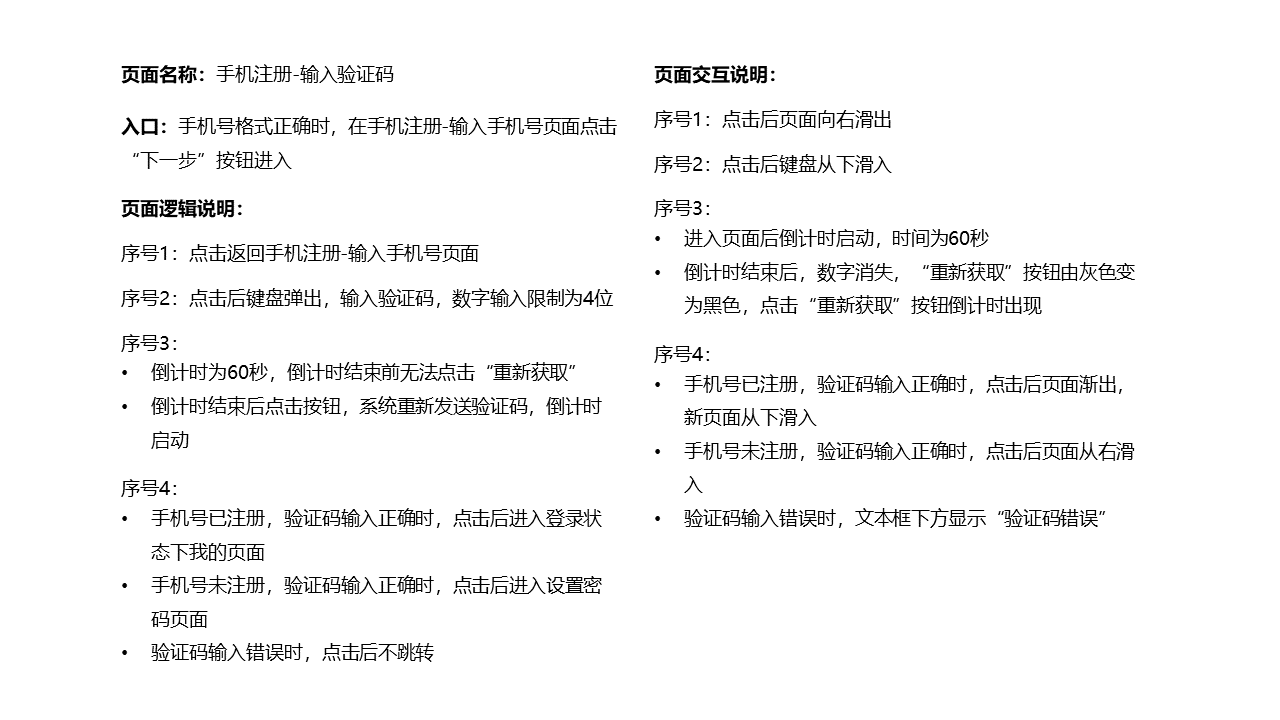 页面名称：手机注册-输入验证码
入口：手机号格式正确时，在手机注册-输入手机号页面点击
“下一步”按钮进入
页面逻辑说明：
序号1：点击返回手机注册-输入手机号页面
序号2：点击后键盘弹出，输入验证码，数字输入限制为4位
序号3：
• 倒计时为60秒，倒计时结束前无法点击“重新获取”
• 倒计时结束后点击按钮，系统重新发送验证码，倒计时
启动
序号4：
• 手机号已注册，验证码输入正确时，点击后进入登录状
态下我的页面
• 手机号未注册，验证码输入正确时，点击后进入设置密
码页面
• 验证码输入错误时，点击后不跳转
页面交互说明：
序号1：点击后页面向右滑出
序号2：点击后键盘从下滑入
序号3：
• 进入页面后倒计时启动，时间为60秒
• 倒计时结束后，数字消失，“重新获取”按钮由灰色变
为黑色，点击“重新获取”按钮倒计时出现
序号4：
• 手机号已注册，验证码输入正确时，点击后页面渐出，
新页面从下滑入
• 手机号未注册，验证码输入正确时，点击后页面从右滑
入
• 验证码输入错误时，文本框下方显示“验证码错误”